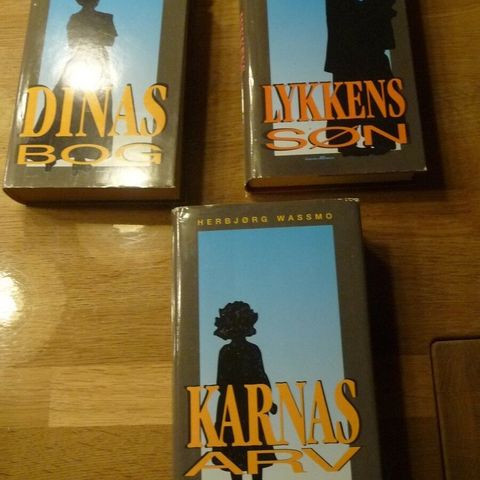 DINAS
BOG
LYKKENS
SØN
HERBJØRG WASSMO
KARNAS
ARV